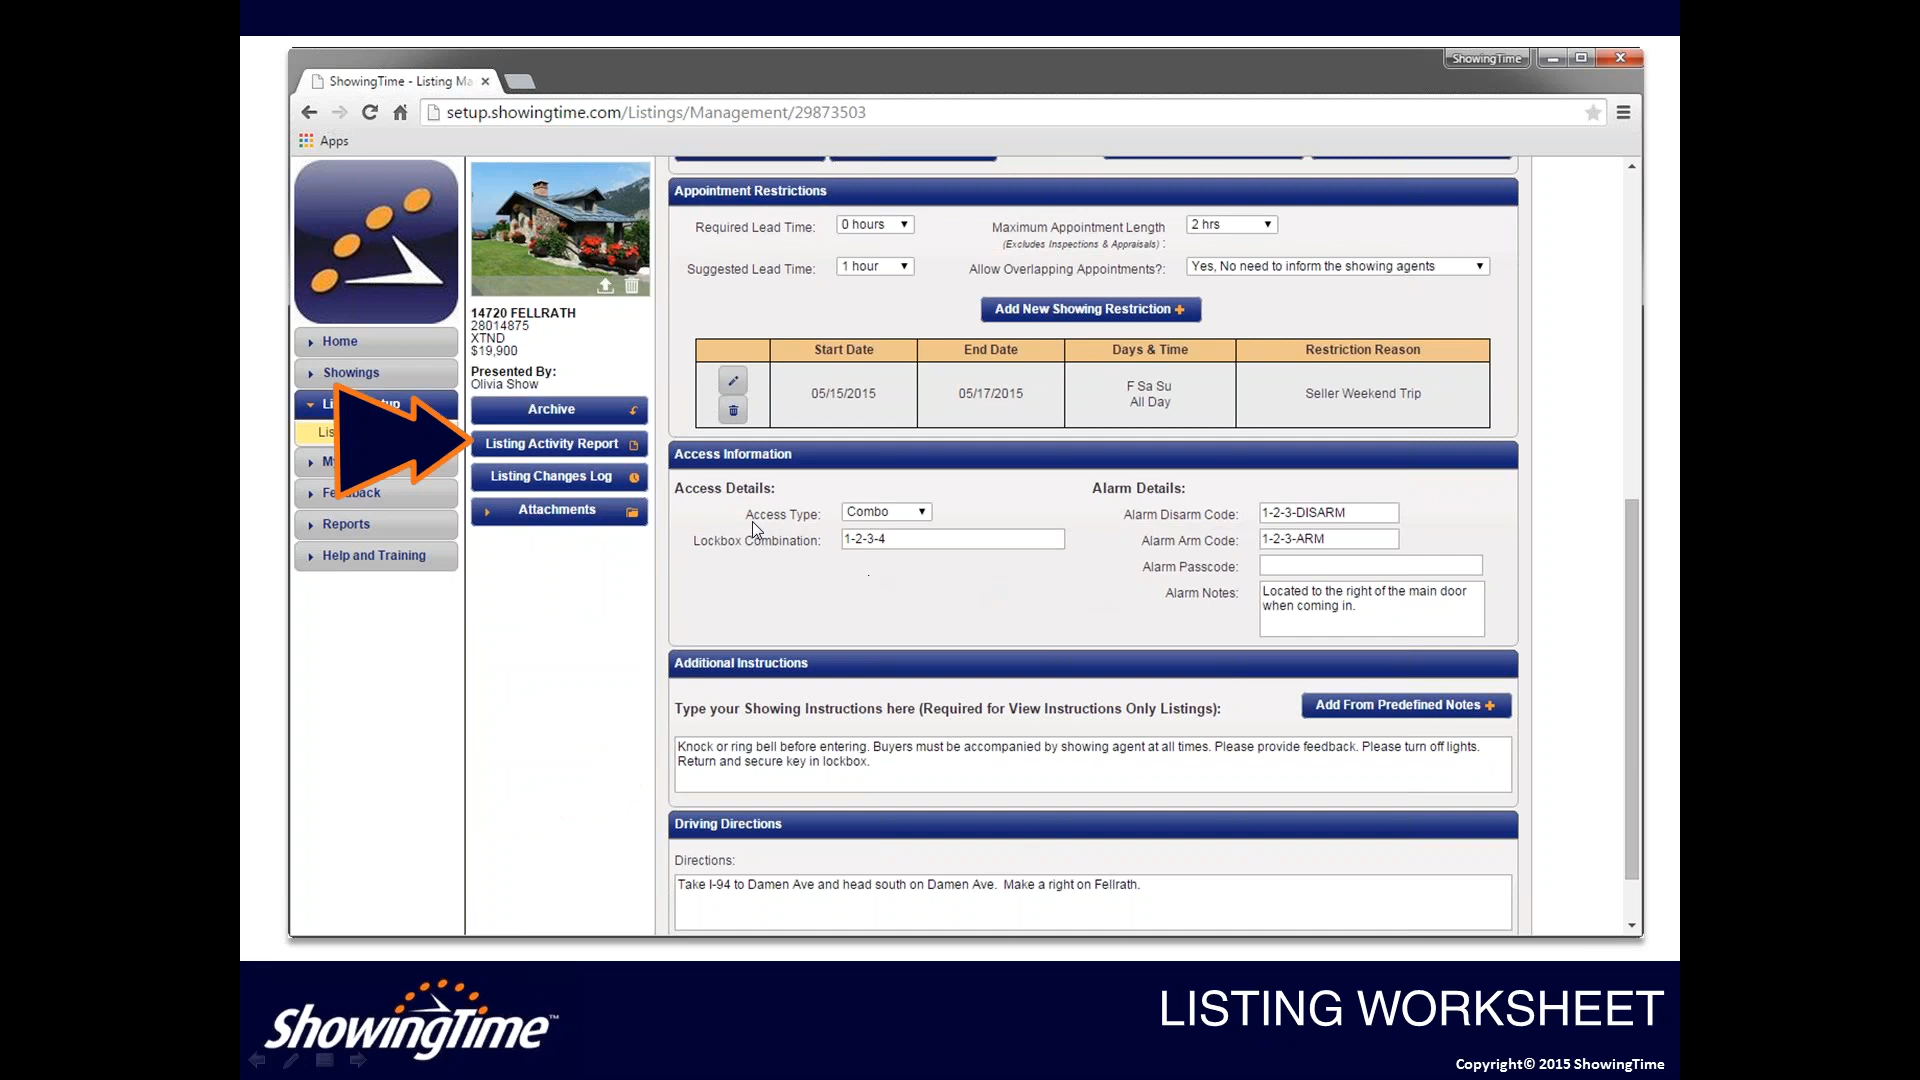 ShowingTime
ShowingTime - Listing Ma
setup.showingtime.com/Listings/Management/29873503
Apps
14720 FELLRATH
28014875
XTND
$19,900
Presented By:
Olivia Show
Home
Showings
Feedback
Reports
Help and Training
Archive
Listing Activity Report
Listing Changes Log
Attachments
Appointment Restrictions
Required Lead Time: 0 hours
Maximum Appointment Length 2 hrs
(Excludes Inspections & Appraisals) :
Suggested Lead Time: 1 hour
Allow Overlapping Appointments?: Yes, No need to inform the showing agents
Add New Showing Restriction
Start Date End Date Days & Time Restriction Reason
05/15/2015 05/17/2015 F Sa Su Seller Weekend Trip
All Day
Access Information
Access Details:
Access Type: Combo
Lockbox Combination: 1-2-3-4
Alarm Details:
Alarm Disarm Code: 1-2-3-DISARM
Alarm Arm Code: 1-2-3-ARM
Alarm Passcode:
Alarm Notes: Located to the right of the main door
when coming in.
Additional Instructions
Type your Showing Instructions here (Required for View Instructions Only Listings):
Add From Predefined Notes
Knock or ring bell before entering. Buyers must be accompanied by showing agent at all times. Please provide feedback. Please turn off lights.
Return and secure key in lockbox.
Driving Directions
Directions:
Take I-94 to Damen Ave and head south on Damen Ave.  Make a right on Fellrath.
ShowingTime™
LISTING WORKSHEET
Copyright© 2015 ShowingTime